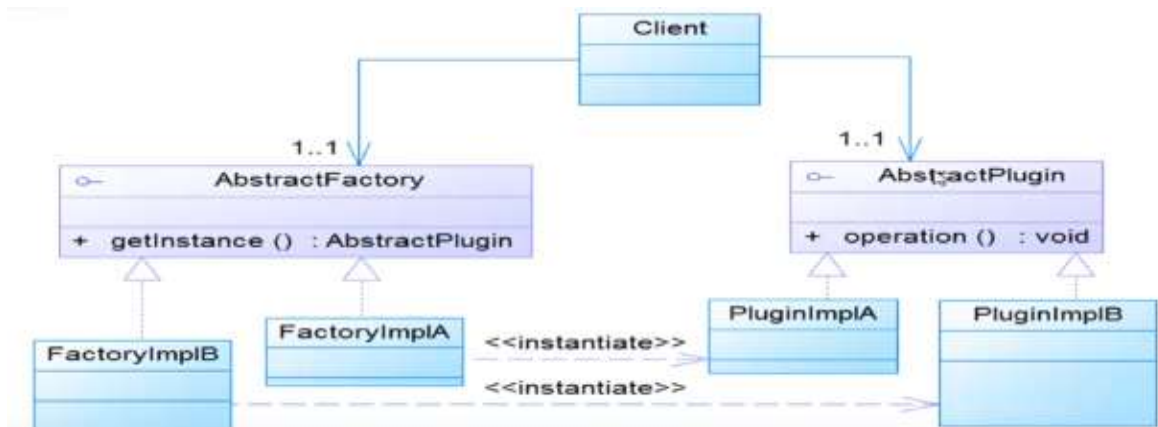 Client
1..1
1..1
AbstractFactory
AbstractPlugin
+ getInstance () : AbstractPlugin
+ operation () : void
FactoryImplB
FactoryImplA
PluginImplA
PluginImplB
<<instantiate>>
<<instantiate>>